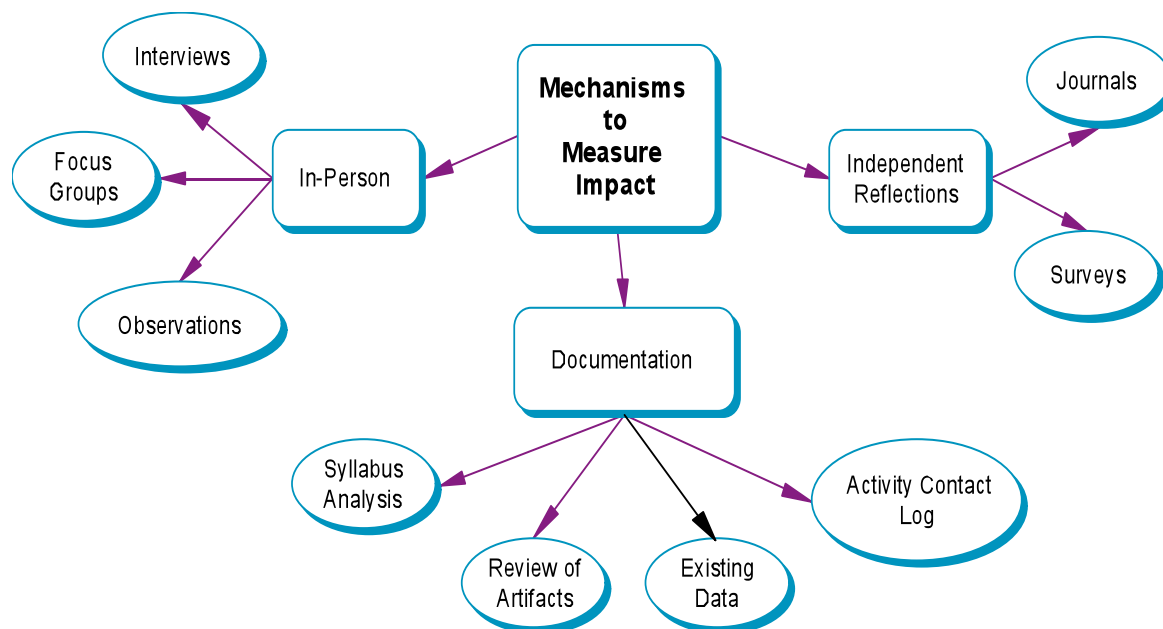 Mechanisms
to
Measure
Impact
In-Person
Interviews
Focus
Groups
Observations
Independent
Reflections
Journals
Surveys
Documentation
Syllabus
Analysis
Review of
Artifacts
Existing
Data
Activity Contact
Log